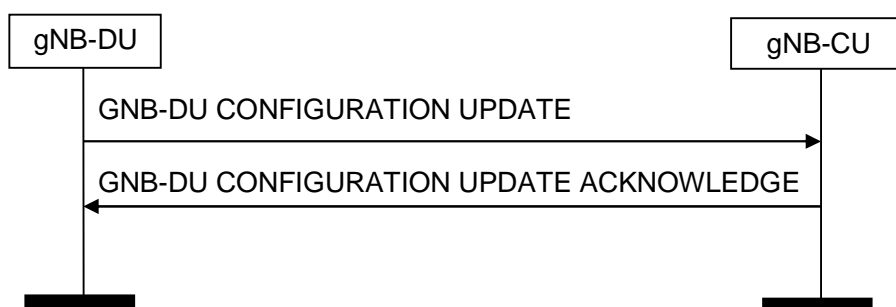 gNB-DU
gNB-CU
GNB-DU CONFIGURATION UPDATE
GNB-DU CONFIGURATION UPDATE ACKNOWLEDGE